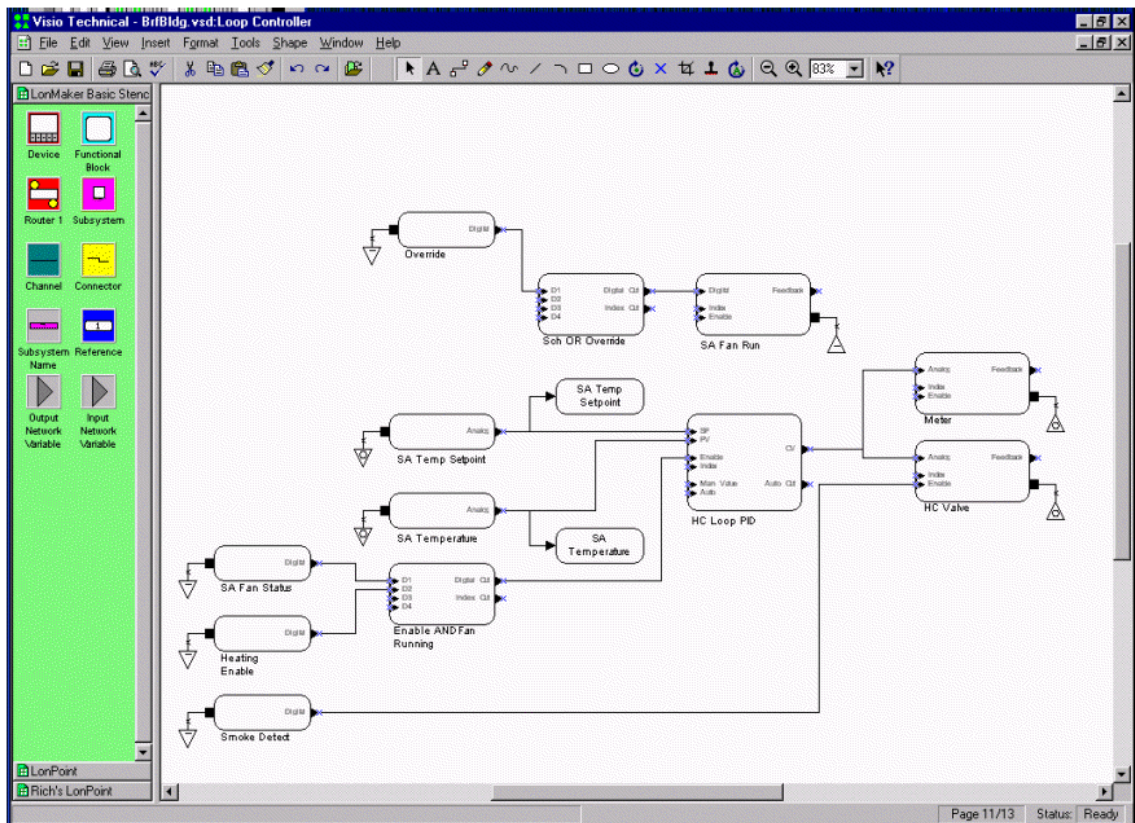 Visio Technical - BrfBldg.vsd:Loop Controller
File Edit View Insert Format Tools Shape Window Help
83%
LonMaker Basic Stenc
Device
Functional Block
Router 1
Subsystem
Channel
Connector
Subsystem Name
Reference
Output Network Variable
Input Network Variable
LonPoint
Rich's LonPoint
Digital
Override
D1
D2
D3
D4
Digital Out
Index Out
Sch OR Override
Digital
Index
Enable
Feedback
SA Fan Run
SA Temp
Setpoint
Analog
SA Temp Setpoint
SP
PV
Enable
Index
Man Value
Auto
CV
Auto Out
HC Loop PID
Analog
Index
Enable
Feedback
Meter
Analog
Index
Enable
Feedback
HC Valve
Analog
SA Temperature
SA
Temperature
Digital
SA Fan Status
D1
D2
D3
D4
Digital Out
Index Out
Enable AND Fan
Running
Digital
Heating
Enable
Digital
Smoke Detect
Page 11/13
Status:
Ready